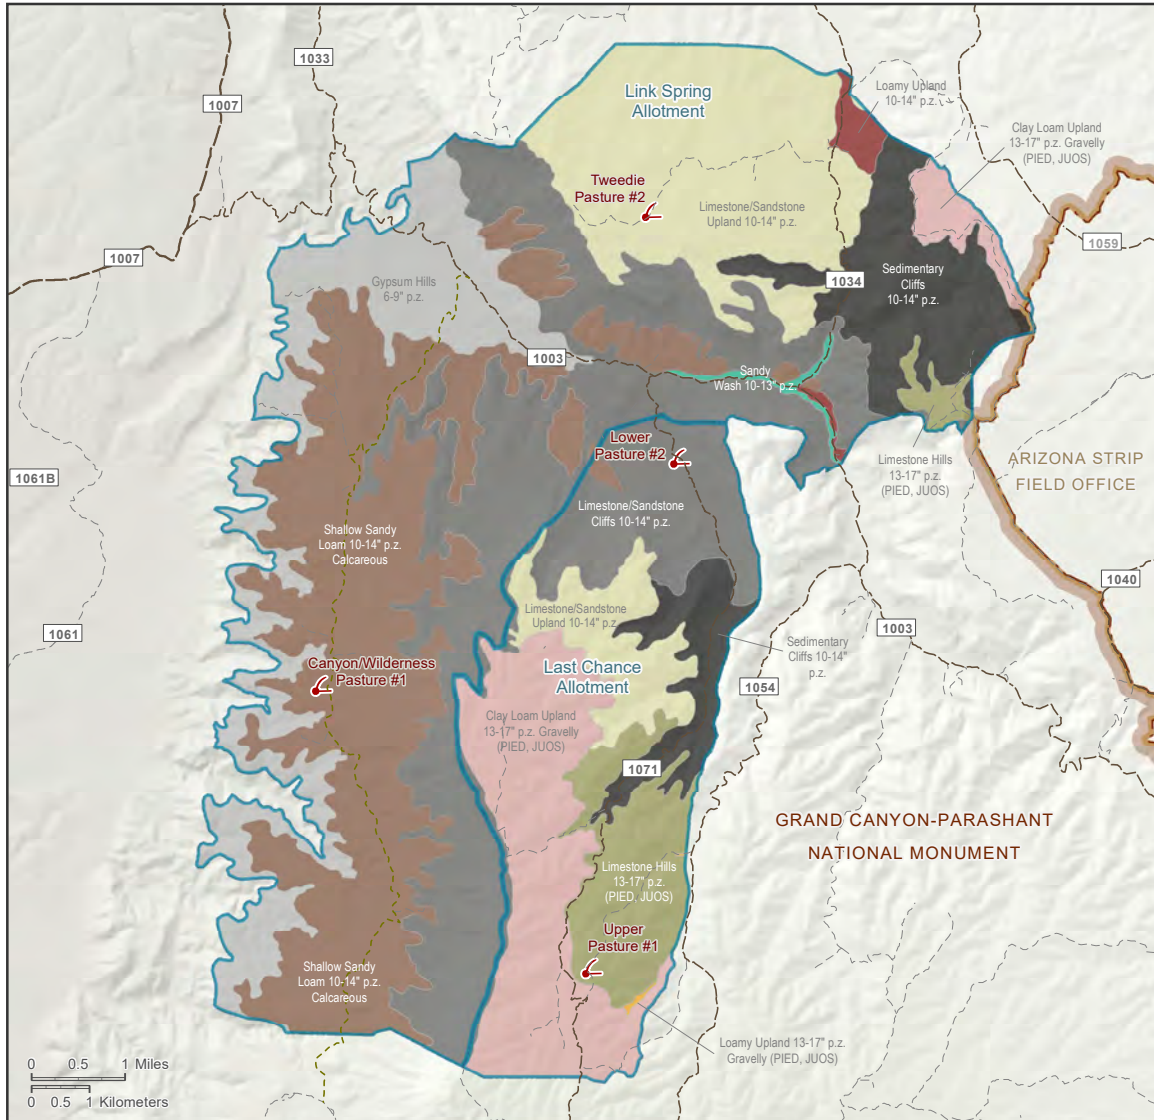 1033
1007
Link Spring
Allotment
Loamy Upland
10-14" p.z.
Clay Loam Upland
13-17" p.z. Gravelly
(PIED, JUOS)
Tweedie
Pasture #2
Limestone/Sandstone
Upland 10-14" p.z.
1059
1007
Gypsum Hills
6-9" p.z.
1034
Sedimentary
Cliffs
10-14" p.z.
1003
Sandy
Wash 10-13" p.z.
Lower
Pasture #2
Limestone Hills
13-17" p.z.
(PIED, JUOS)
ARIZONA STRIP
FIELD OFFICE
1061B
Limestone/Sandstone
Cliffs 10-14" p.z.
Shallow Sandy
Loam 10-14" p.z.
Calcareous
1040
Limestone/Sandstone
Upland 10-14" p.z.
1061
1003
Sedimentary
Cliffs 10-14"
p.z.
Canyon/Wilderness
Pasture #1
Last Chance
Allotment
1054
Clay Loam Upland
13-17" p.z. Gravelly
(PIED, JUOS)
1071
GRAND CANYON-PARASHANT
NATIONAL MONUMENT
Limestone Hills
13-17" p.z.
(PIED, JUOS)
Upper
Pasture #1
Shallow Sandy
Loam 10-14" p.z.
Calcareous
Loamy Upland 13-17" p.z.
Gravelly (PIED, JUOS)
0 0.5 1 Miles
0 0.5 1 Kilometers